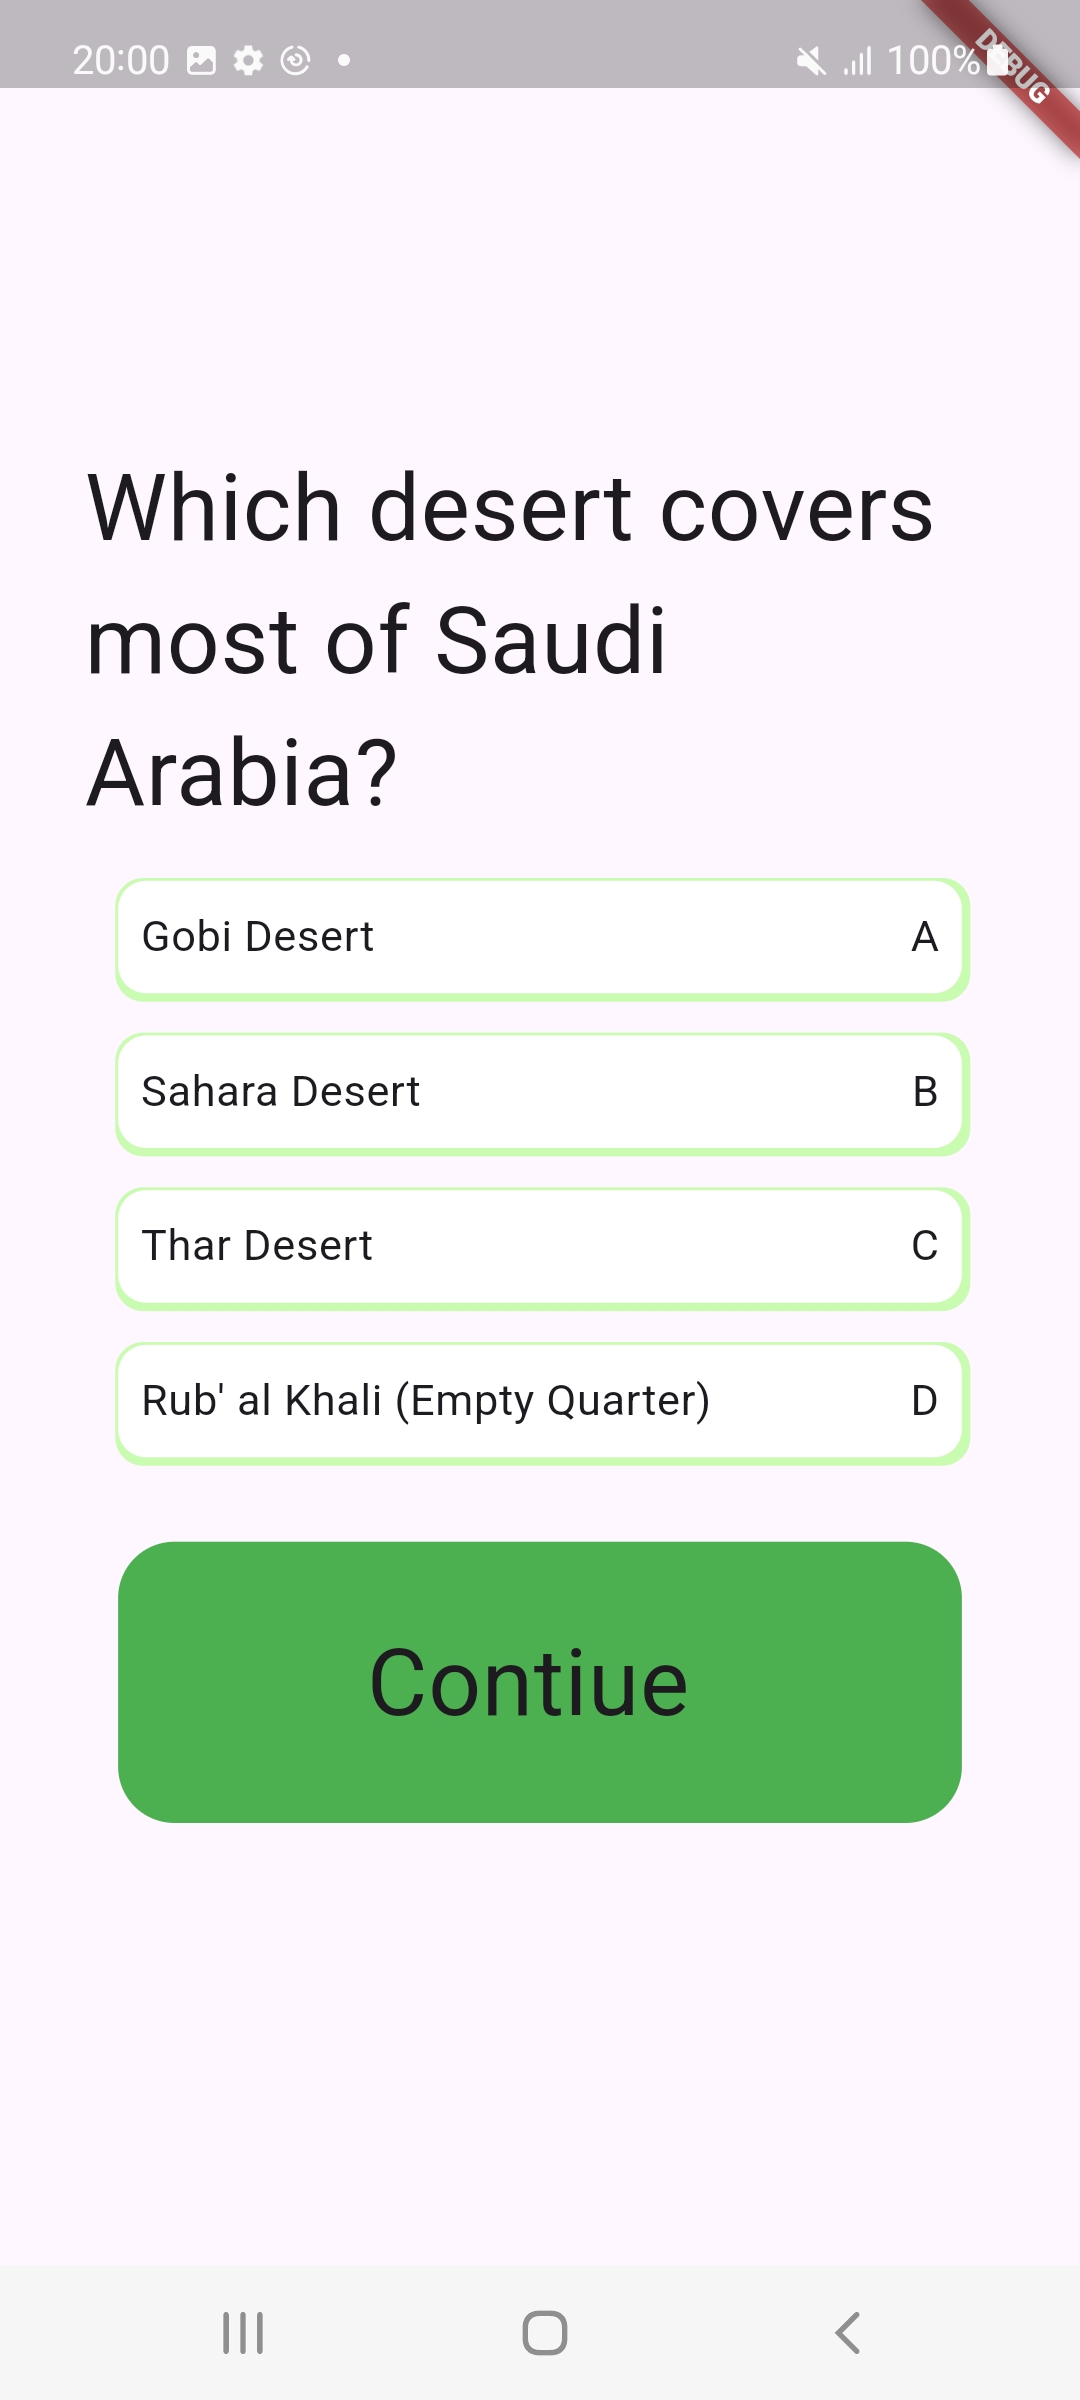 20:00 100%
DEBUG
Which desert covers
most of Saudi
Arabia?
Gobi Desert A
Sahara Desert B
Thar Desert C
Rub' al Khali (Empty Quarter) D
Contiue